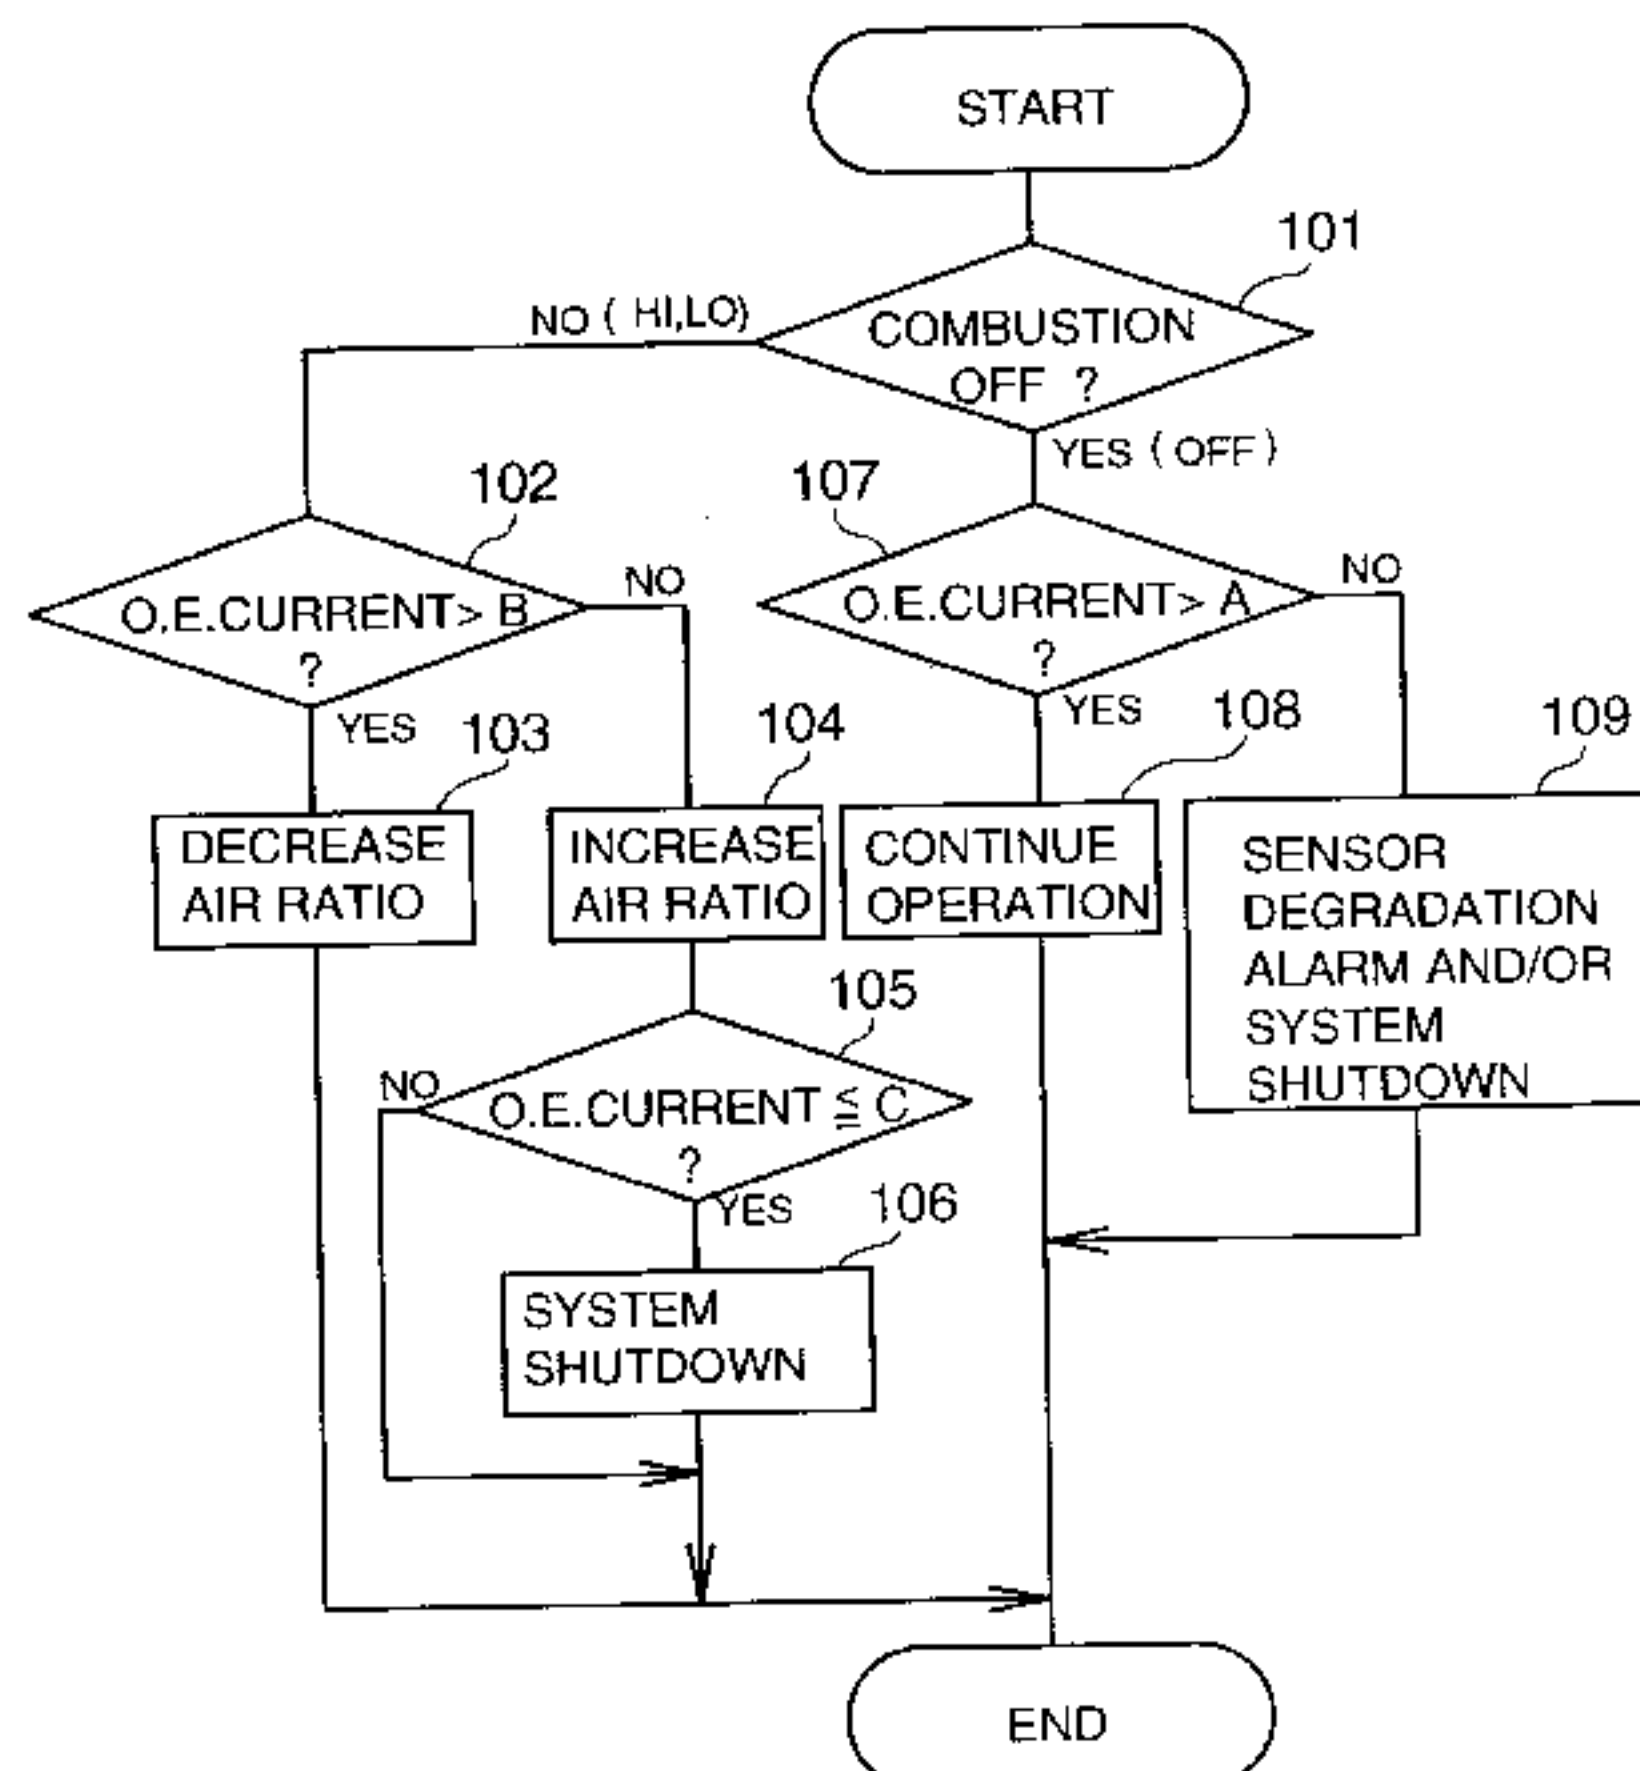 START
101
NO ( HI,LO)
COMBUSTION
OFF ?
YES ( OFF )
102
107
O.E.CURRENT> B
?
NO
YES
O.E.CURRENT> A
?
NO
YES
103
104
108
109
DECREASE
AIR RATIO
INCREASE
AIR RATIO
CONTINUE
OPERATION
SENSOR
DEGRADATION
ALARM AND/OR
SYSTEM
SHUTDOWN
105
NO
O.E.CURRENT ≦ C
?
YES
106
SYSTEM
SHUTDOWN
END